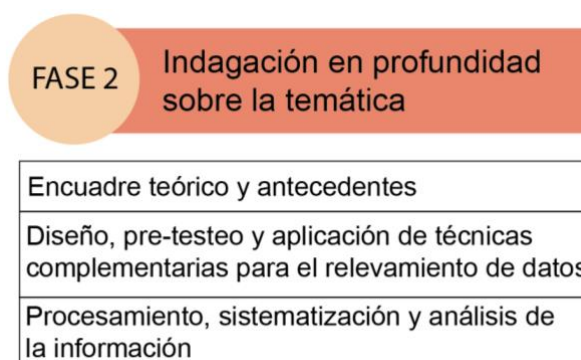 FASE 2
Indagación en profundidad
sobre la temática
Encuadre teórico y antecedentes
Diseño, pre-testeo y aplicación de técnicas
complementarias para el relevamiento de datos
Procesamiento, sistematización y análisis de
la información